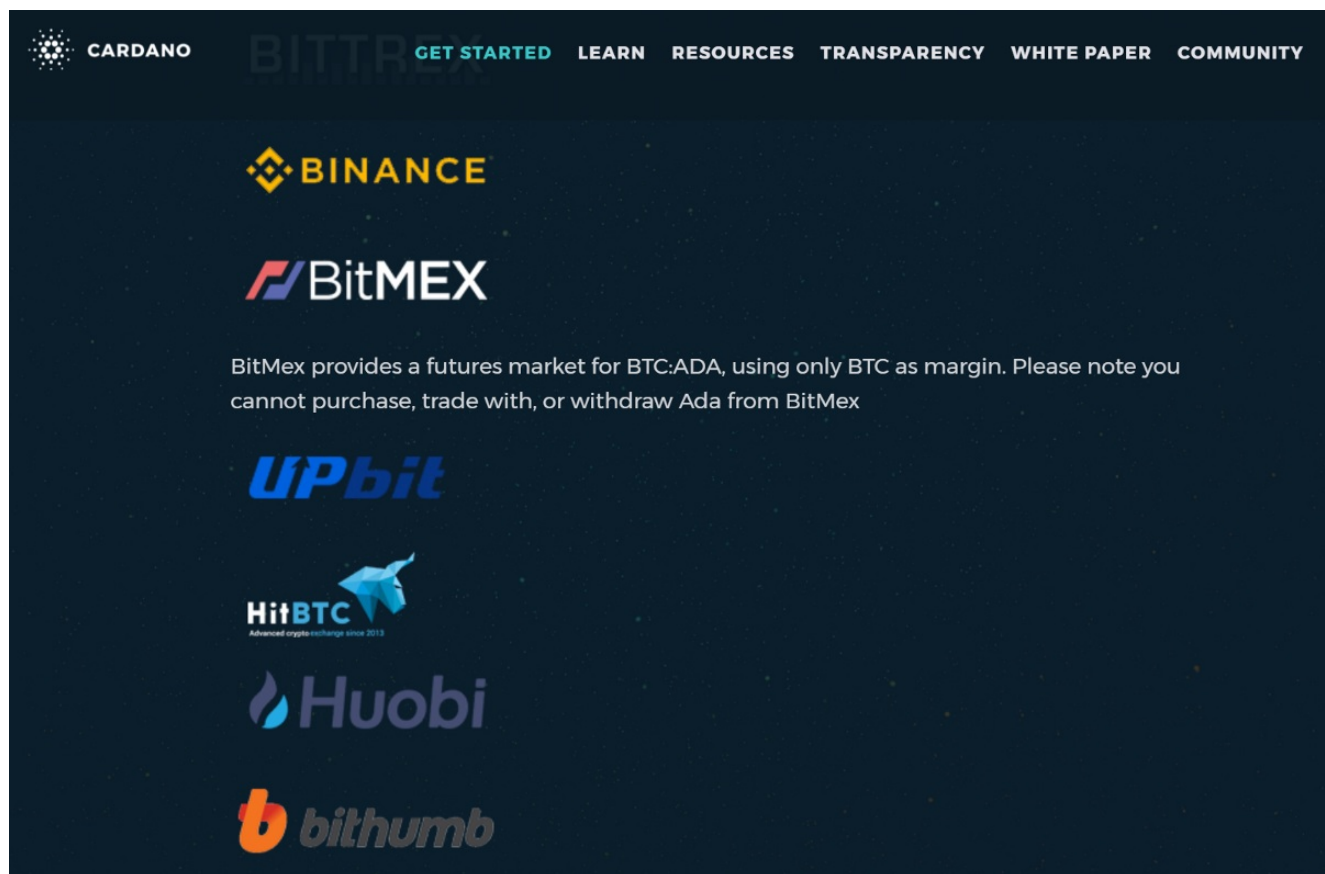 CARDANO
BITTREX
GET STARTED LEARN RESOURCES TRANSPARENCY WHITE PAPER COMMUNITY
BINANCE
BitMEX
BitMex provides a futures market for BTC:ADA, using only BTC as margin. Please note you
cannot purchase, trade with, or withdraw Ada from BitMex
UPbit
HitBTC
Advanced crypto exchange since 2013
Huobi
bithumb